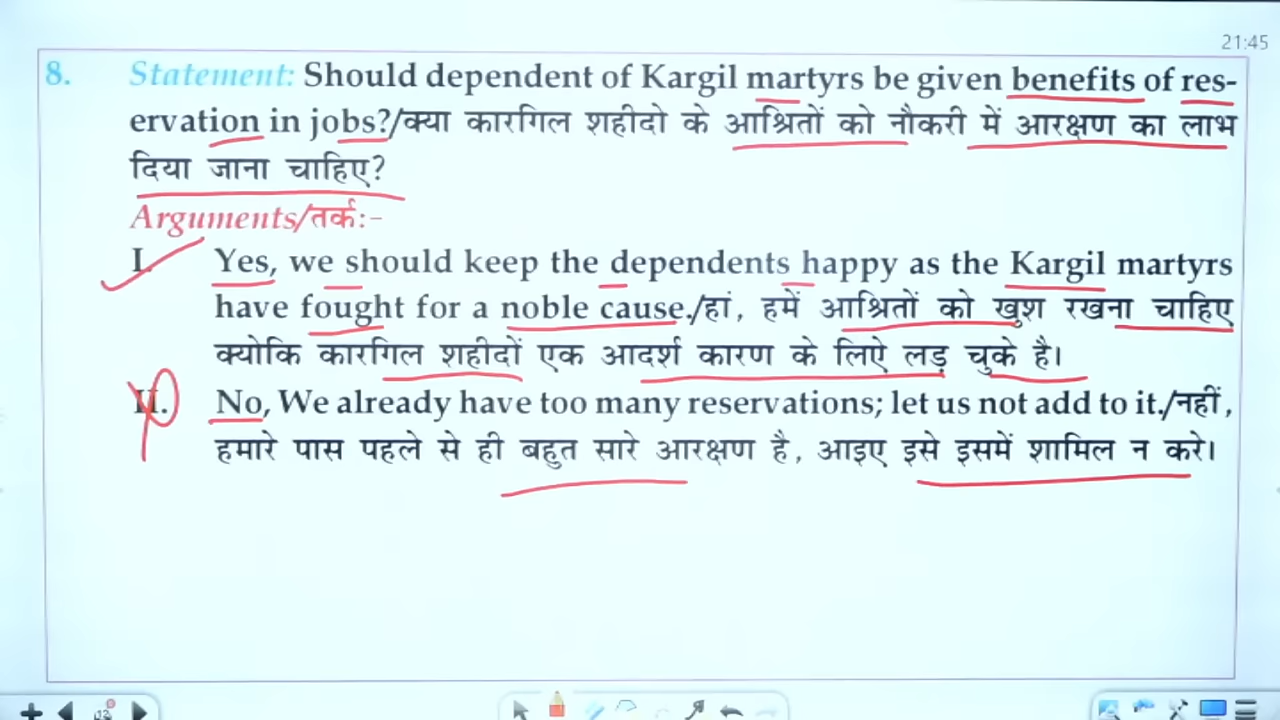 21:45
8. Statement: Should dependent of Kargil martyrs be given benefits of res-
ervation in jobs?/क्या कारगिल शहीदो के आश्रितों को नौकरी में आरक्षण का लाभ
दिया जाना चाहिए?
Arguments/तर्क:-
I. Yes, we should keep the dependents happy as the Kargil martyrs
have fought for a noble cause./हां, हमें आश्रितों को खुश रखना चाहिए
क्योकि कारगिल शहीदों एक आदर्श कारण के लिऐ लड़ चुके है।
II. No, We already have too many reservations; let us not add to it./नहीं,
हमारे पास पहले से ही बहुत सारे आरक्षण है, आइए इसे इसमें शामिल न करे।